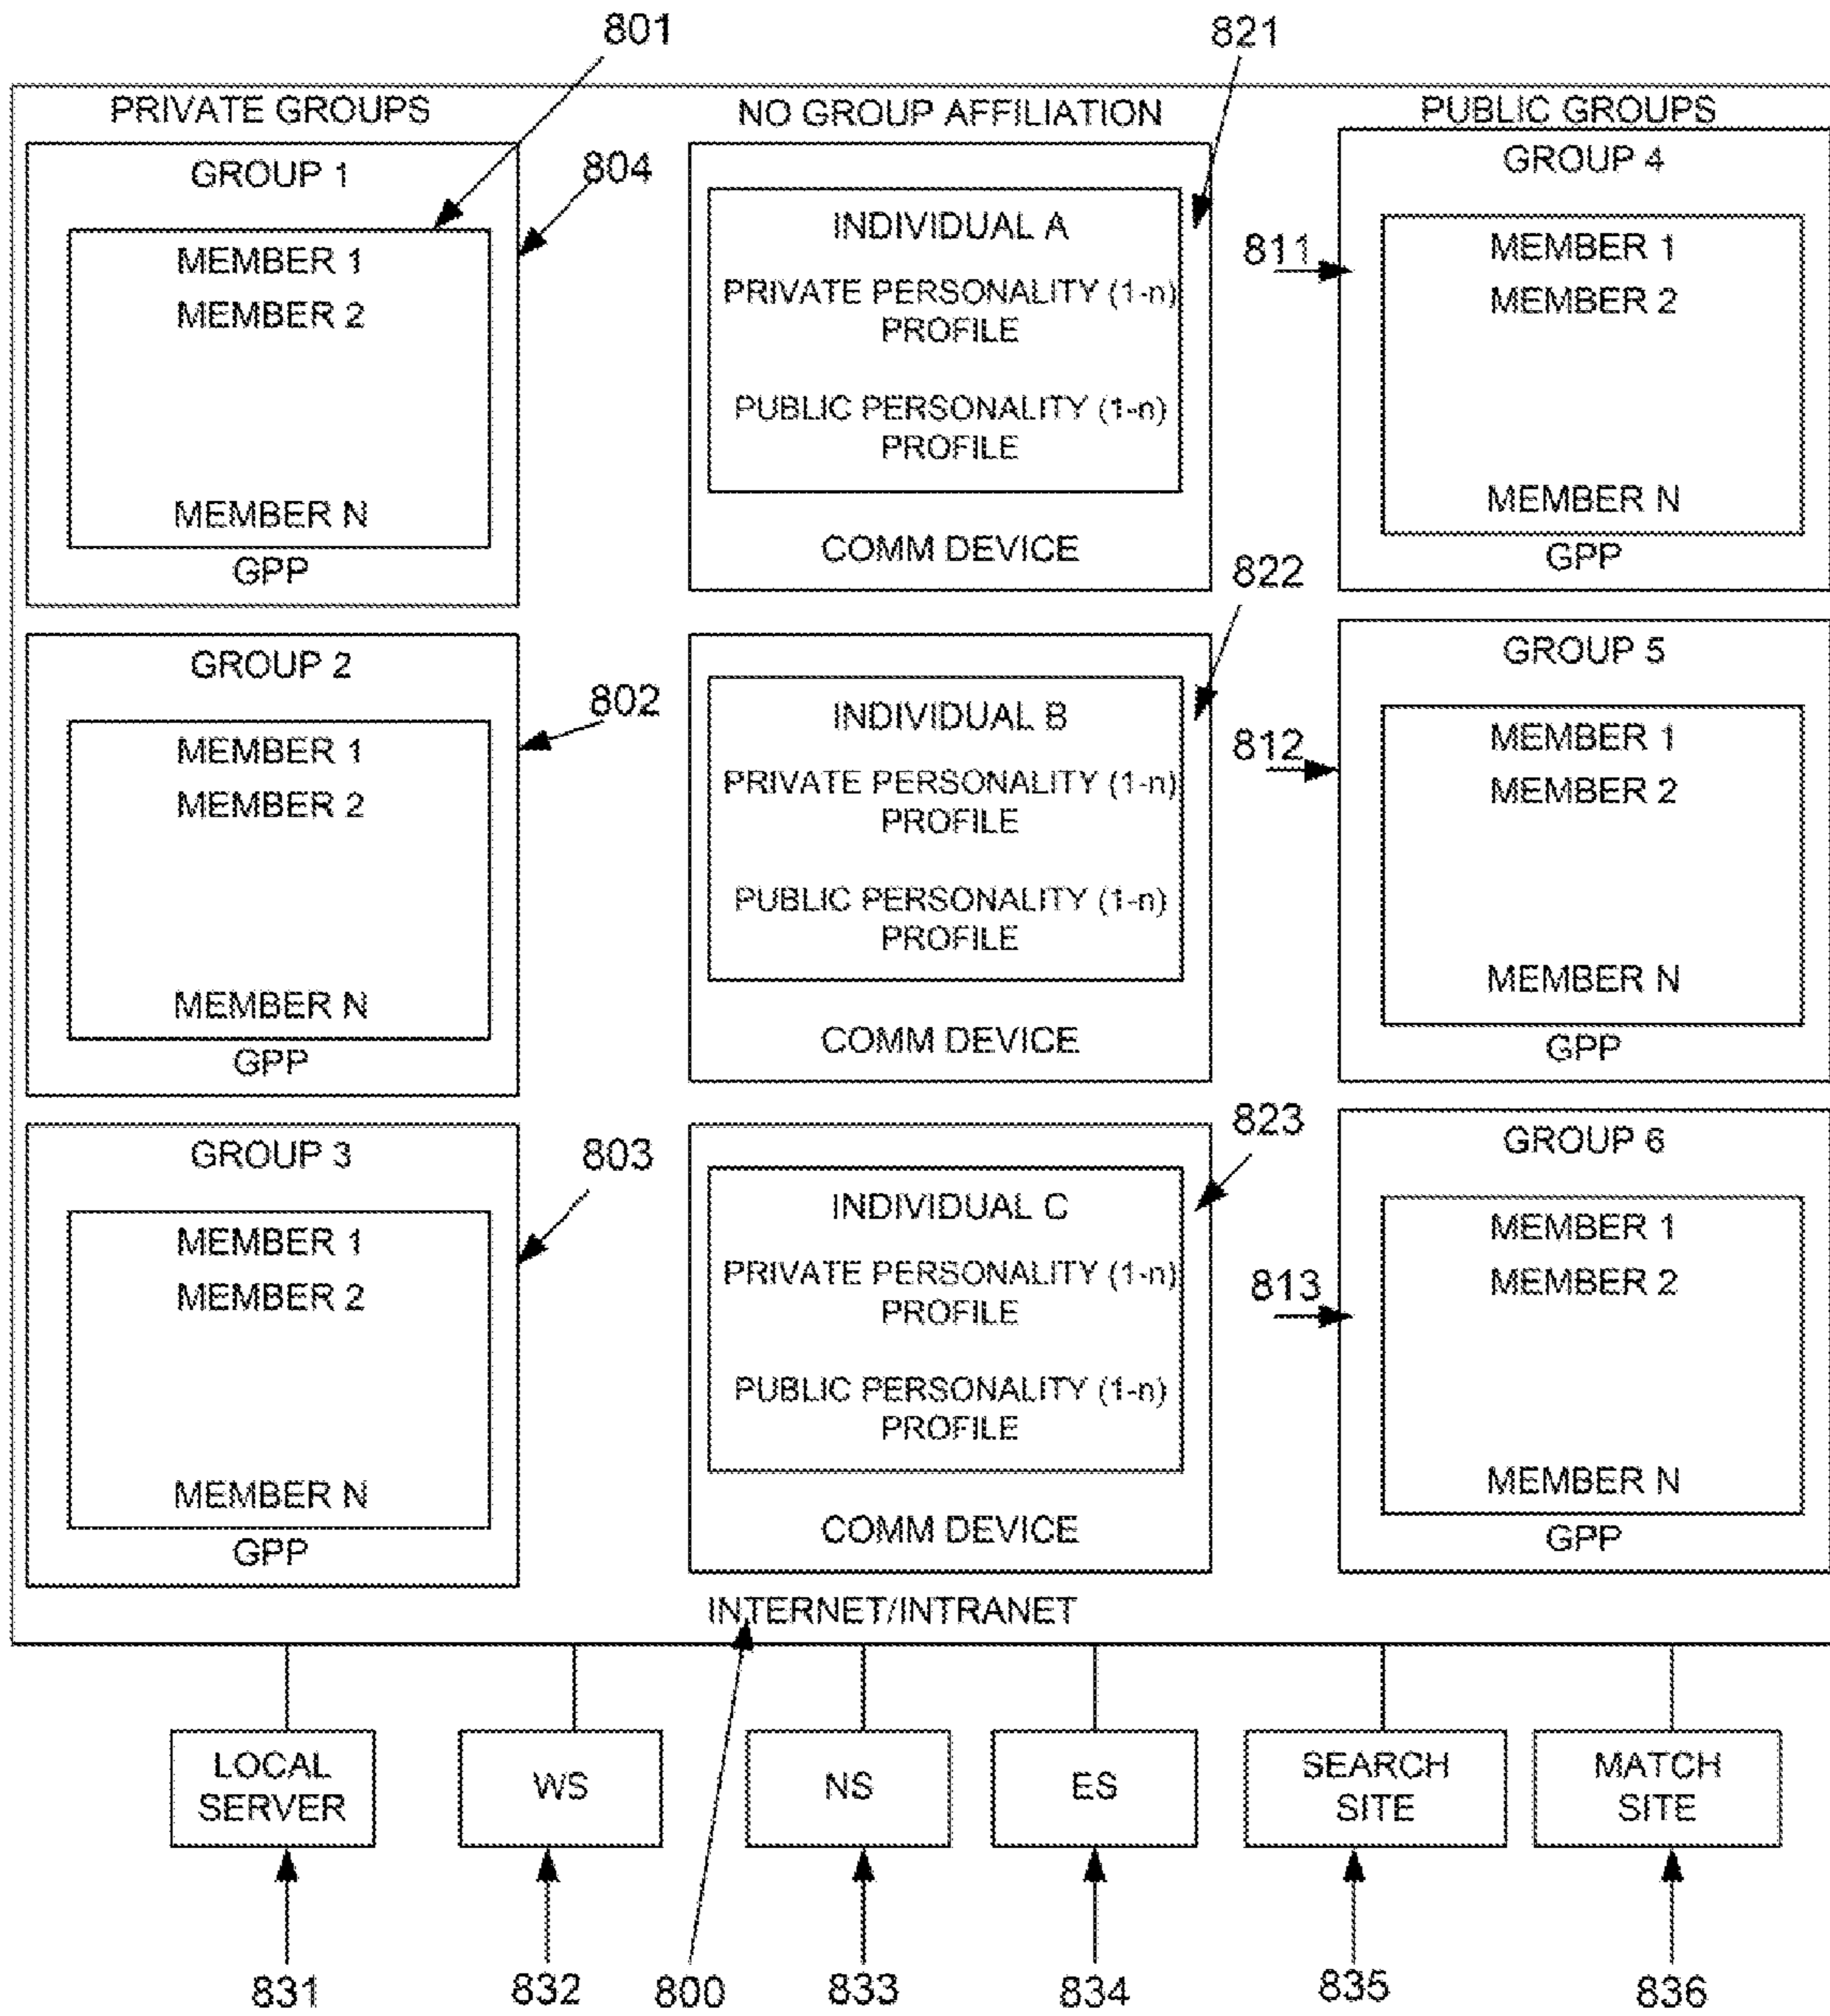 801
821
PRIVATE GROUPS
NO GROUP AFFILIATION
PUBLIC GROUPS
GROUP 1
804
MEMBER 1
MEMBER 2
MEMBER N
GPP
INDIVIDUAL A
PRIVATE PERSONALITY (1-n)
PROFILE
PUBLIC PERSONALITY (1-n)
PROFILE
COMM DEVICE
GROUP 4
811
MEMBER 1
MEMBER 2
MEMBER N
GPP
822
GROUP 2
802
MEMBER 1
MEMBER 2
MEMBER N
GPP
INDIVIDUAL B
PRIVATE PERSONALITY (1-n)
PROFILE
PUBLIC PERSONALITY (1-n)
PROFILE
COMM DEVICE
GROUP 5
812
MEMBER 1
MEMBER 2
MEMBER N
GPP
823
GROUP 3
803
MEMBER 1
MEMBER 2
MEMBER N
GPP
INDIVIDUAL C
PRIVATE PERSONALITY (1-n)
PROFILE
PUBLIC PERSONALITY (1-n)
PROFILE
COMM DEVICE
GROUP 6
813
MEMBER 1
MEMBER 2
MEMBER N
GPP
INTERNET/INTRANET
LOCAL
SERVER
WS
NS
ES
SEARCH
SITE
MATCH
SITE
831
832
800
833
834
835
836